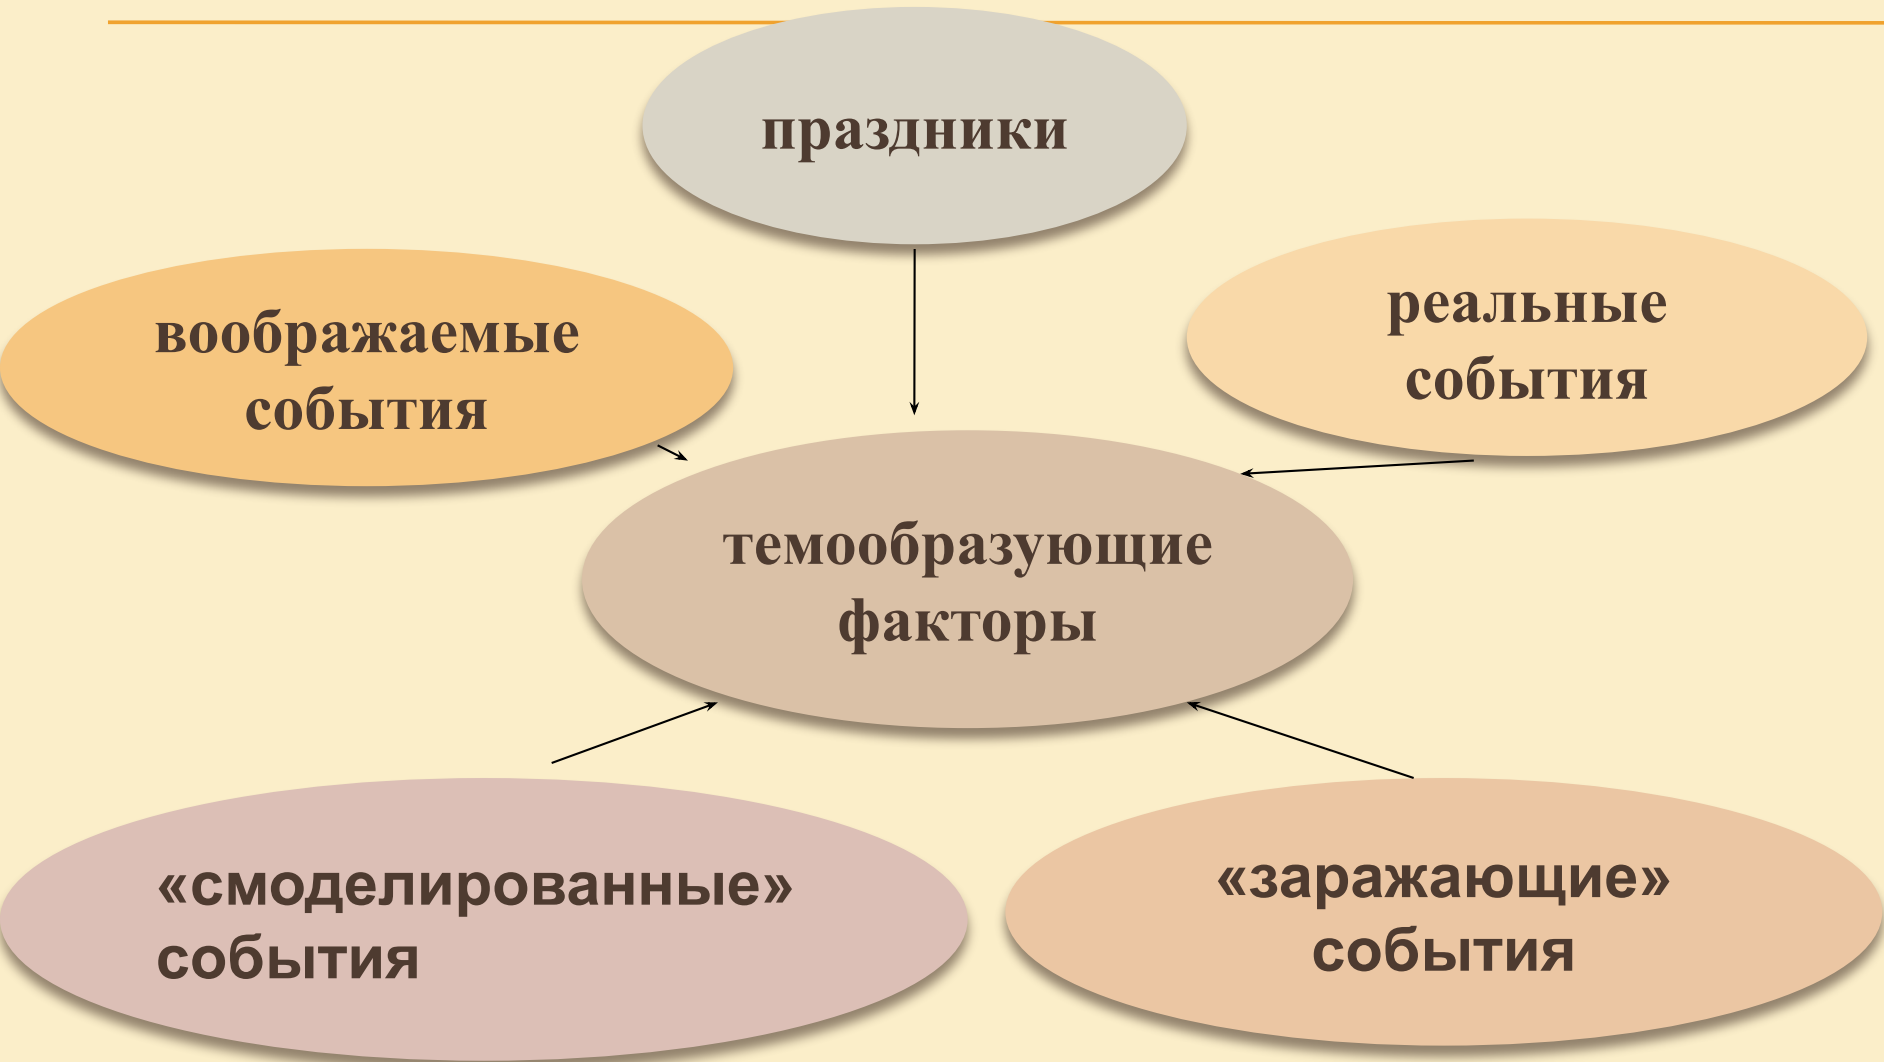 праздники
воображаемые
события
реальные
события
темообразующие
факторы
«смоделированные»
события
«заражающие»
события